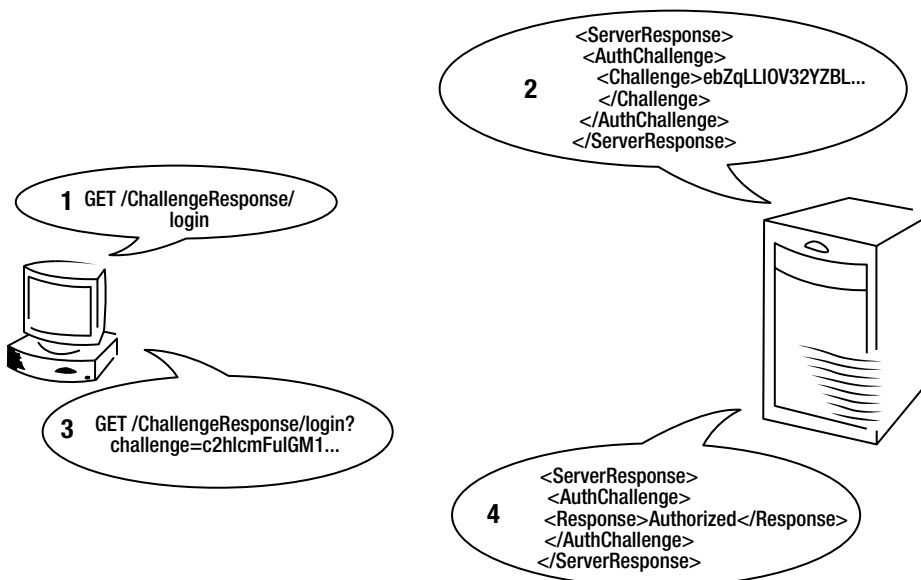 1 GET /ChallengeResponse/
login
2
<ServerResponse>
<AuthChallenge>
<Challenge>ebZqLLIOV32YZBL...
</Challenge>
</AuthChallenge>
</ServerResponse>
3 GET /ChallengeResponse/login?
challenge=c2hlcmFulGM1...
4
<ServerResponse>
<AuthChallenge>
<Response>Authorized</Response>
</AuthChallenge>
</ServerResponse>